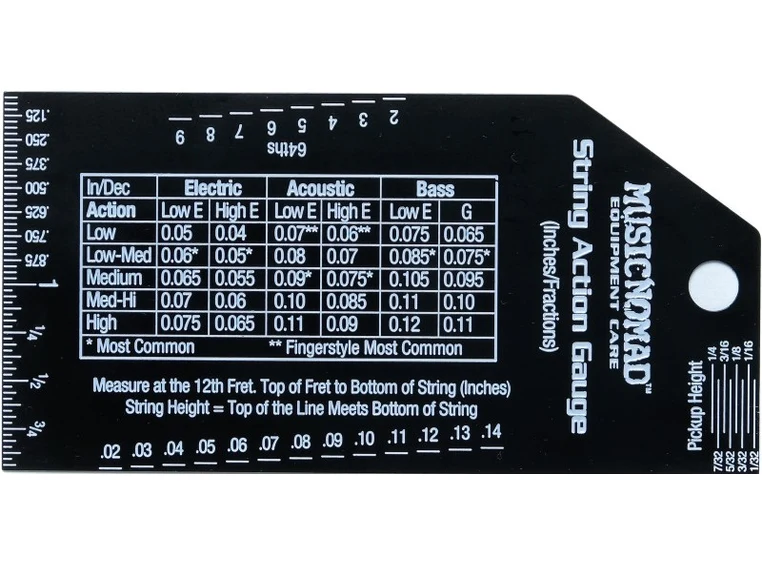 .125
.250
.375
.500
.625
.750
.875
1
1/4
1/2
3/4
9 8 7 6 5 4 3 2
64ths
In/Dec Electric Acoustic Bass
Action Low E High E Low E High E Low E G
Low 0.05 0.04 0.07** 0.06** 0.075 0.065
Low-Med 0.06* 0.05* 0.08 0.07 0.085* 0.075*
Medium 0.065 0.055 0.09* 0.075* 0.105 0.095
Med-Hi 0.07 0.06 0.10 0.085 0.11 0.10
High 0.075 0.065 0.11 0.09 0.12 0.11
* Most Common ** Fingerstyle Most Common
Measure at the 12th Fret. Top of Fret to Bottom of String (Inches)
String Height = Top of the Line Meets Bottom of String
.02 .03 .04 .05 .06 .07 .08 .09 .10 .11 .12 .13 .14
String Action Gauge
(Inches/Fractions)
MUSICNOMAD™
EQUIPMENT CARE
Pickup Height
1/4 3/16 1/8 1/16
7/32 5/32 3/32 1/32